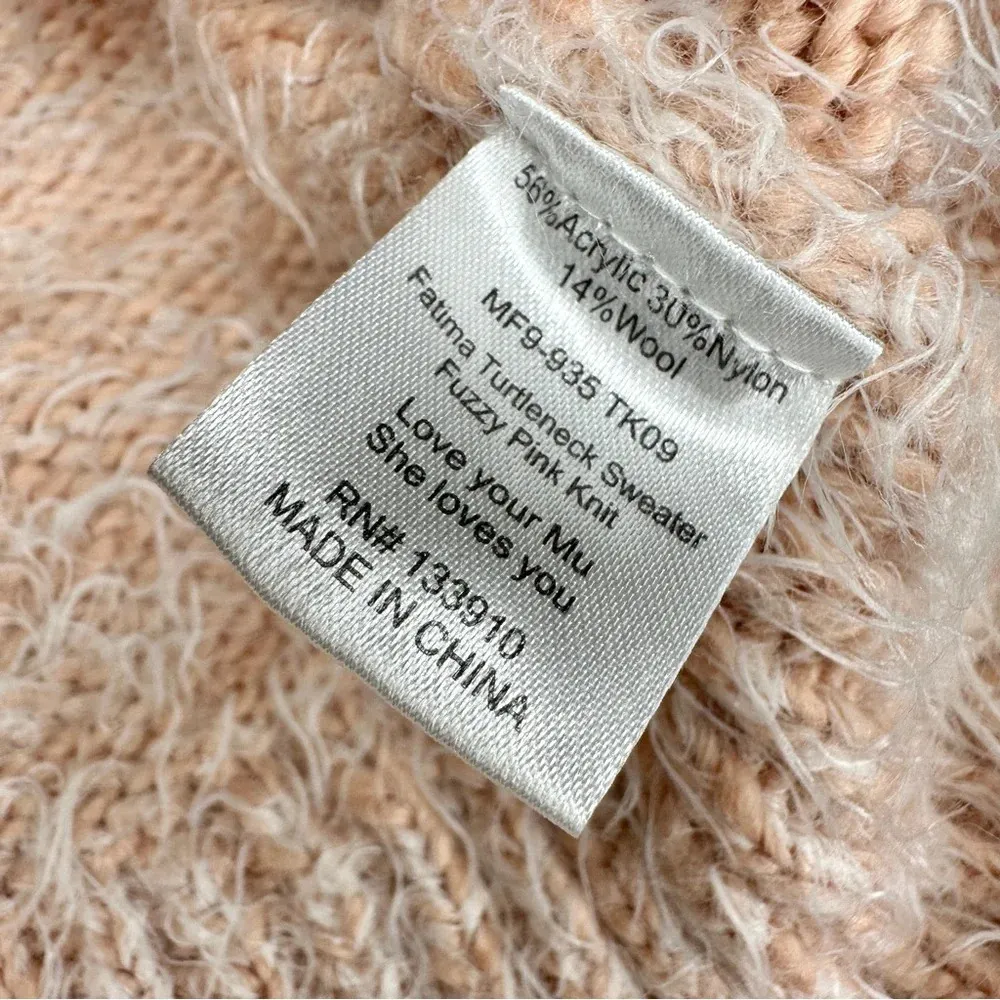 56%Acrylic 30%Nylon
14%Wool
MF9-935 TK09
Fatima Turtleneck Sweater
Fuzzy Pink Knit
Love your Mu
She loves you
RN# 133910
MADE IN CHINA